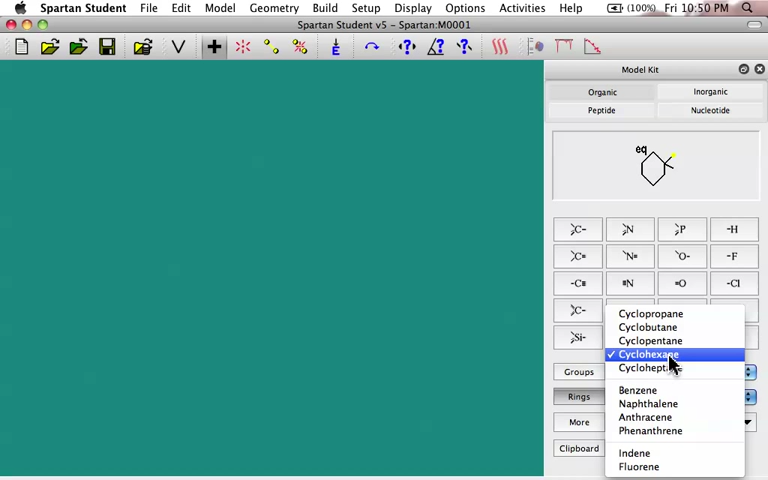 Spartan Student File Edit Model Geometry Build Setup Display Options Activities Help (100%) Fri 10:50 PM
Spartan Student v5 - Spartan:M0001
Model Kit
Organic Inorganic
Peptide Nucleotide
eq
C- N P -H
C= N= O- -F
-C≡ ≡N =O -Cl
C-
Si-
Groups
Rings
More
Clipboard
Cyclopropane
Cyclobutane
Cyclopentane
✓ Cyclohexane
Benzene
Naphthalene
Anthracene
Phenanthrene
Indene
Fluorene